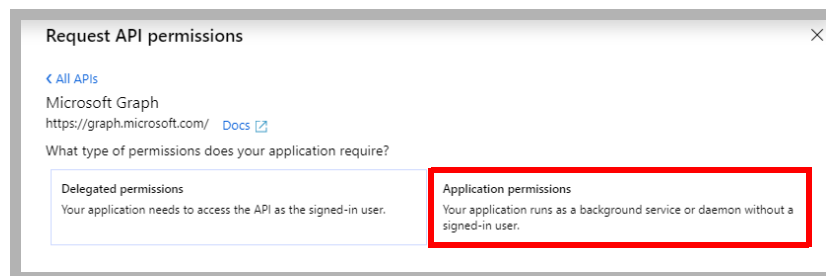 Request API permissions
All APIs
Microsoft Graph
https://graph.microsoft.com/ Docs
What type of permissions does your application require?
Delegated permissions
Your application needs to access the API as the signed-in user.
Application permissions
Your application runs as a background service or daemon without a
signed-in user.